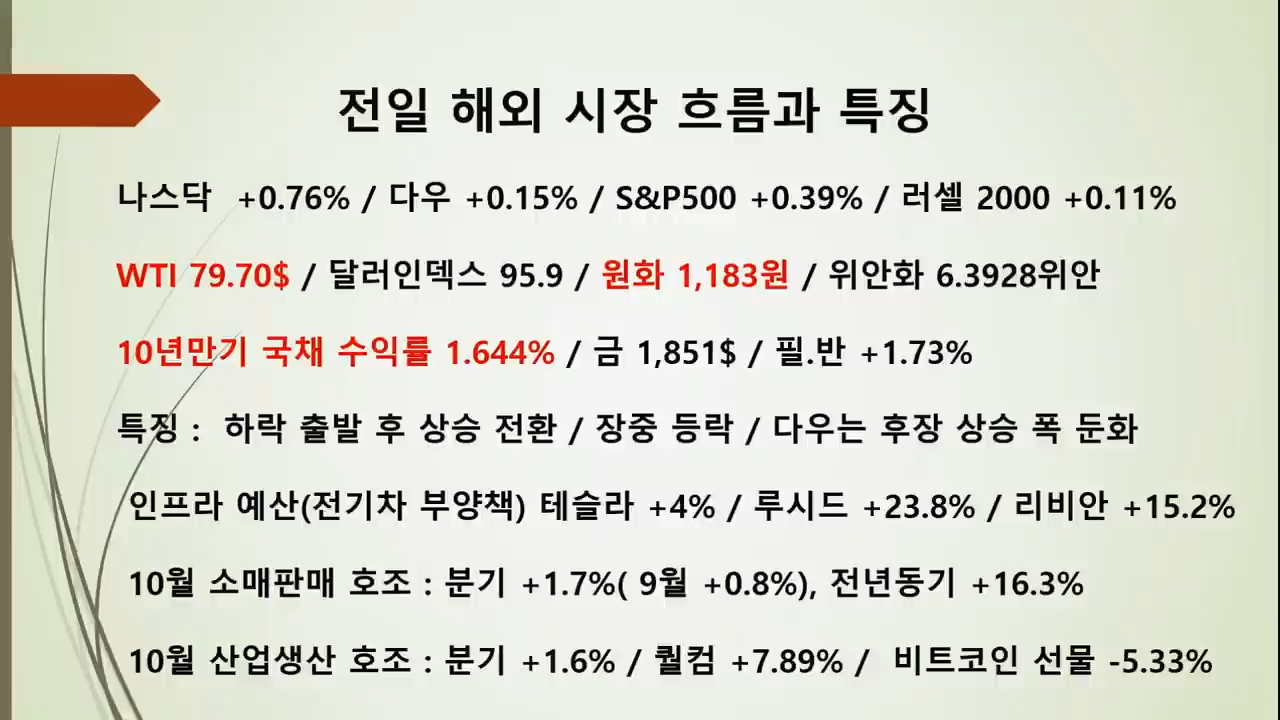 전일 해외 시장 흐름과 특징
나스닥 +0.76% / 다우 +0.15% / S&P500 +0.39% / 러셀 2000 +0.11%
WTI 79.70$ / 달러인덱스 95.9 / 원화 1,183원 / 위안화 6.3928위안
10년만기 국채 수익률 1.644% / 금 1,851$ / 필.반 +1.73%
특징 : 하락 출발 후 상승 전환 / 장중 등락 / 다우는 후장 상승 폭 둔화
인프라 예산(전기차 부양책) 테슬라 +4% / 루시드 +23.8% / 리비안 +15.2%
10월 소매판매 호조 : 분기 +1.7%( 9월 +0.8%), 전년동기 +16.3%
10월 산업생산 호조 : 분기 +1.6% / 퀄컴 +7.89% / 비트코인 선물 -5.33%